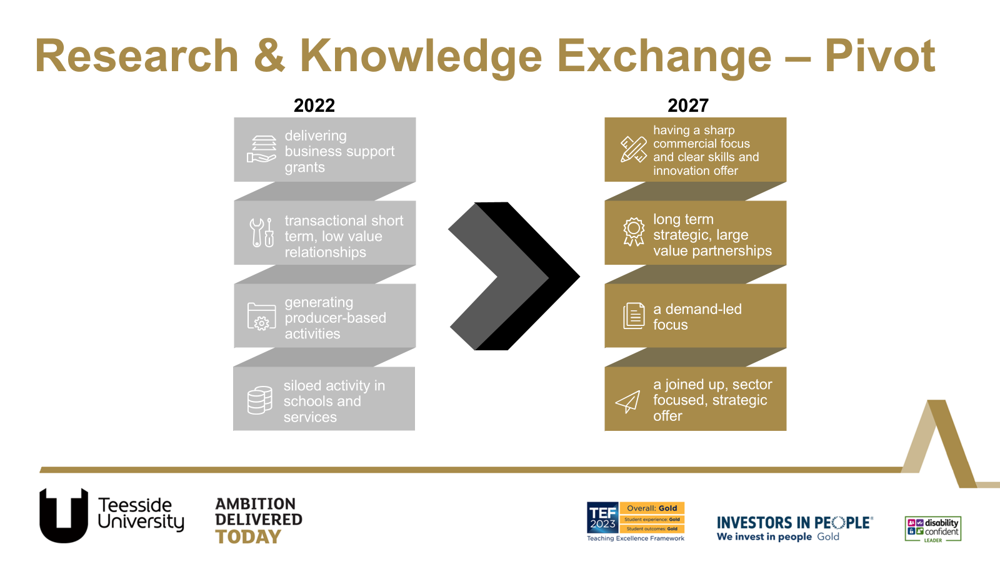 Research & Knowledge Exchange – Pivot
2022
delivering
business support
grants
transactional short
term, low value
relationships
generating
producer-based
activities
siloed activity in
schools and
services
2027
having a sharp
commercial focus
and clear skills and
innovation offer
long term
strategic, large
value partnerships
a demand-led
focus
a joined up, sector
focused, strategic
offer
Teesside
University
AMBITION
DELIVERED
TODAY
TEF
2023
Overall: Gold
Student experience: Gold
Student outcomes: Gold
Teaching Excellence Framework
INVESTORS IN PEOPLE®
We invest in people Gold
disability
confident
LEADER